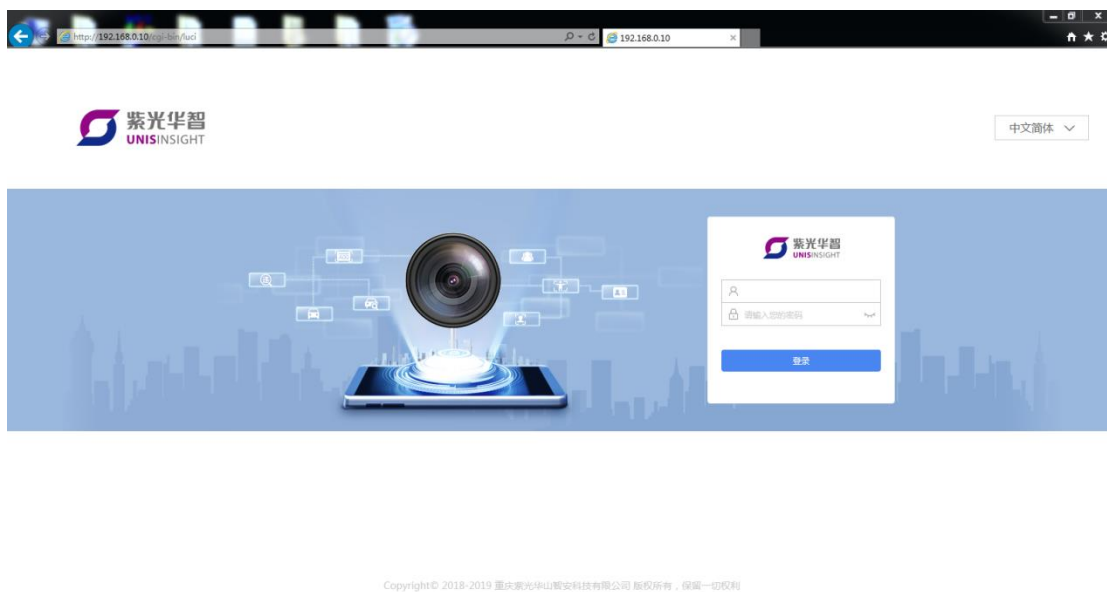 http://192.168.0.10/cgi-bin/luci
192.168.0.10
紫光华智
UNISINSIGHT
中文简体
紫光华智
UNISINSIGHT
请输入您的密码
登录
Copyright© 2018-2019 重庆紫光华山智安科技有限公司 版权所有，保留一切权利